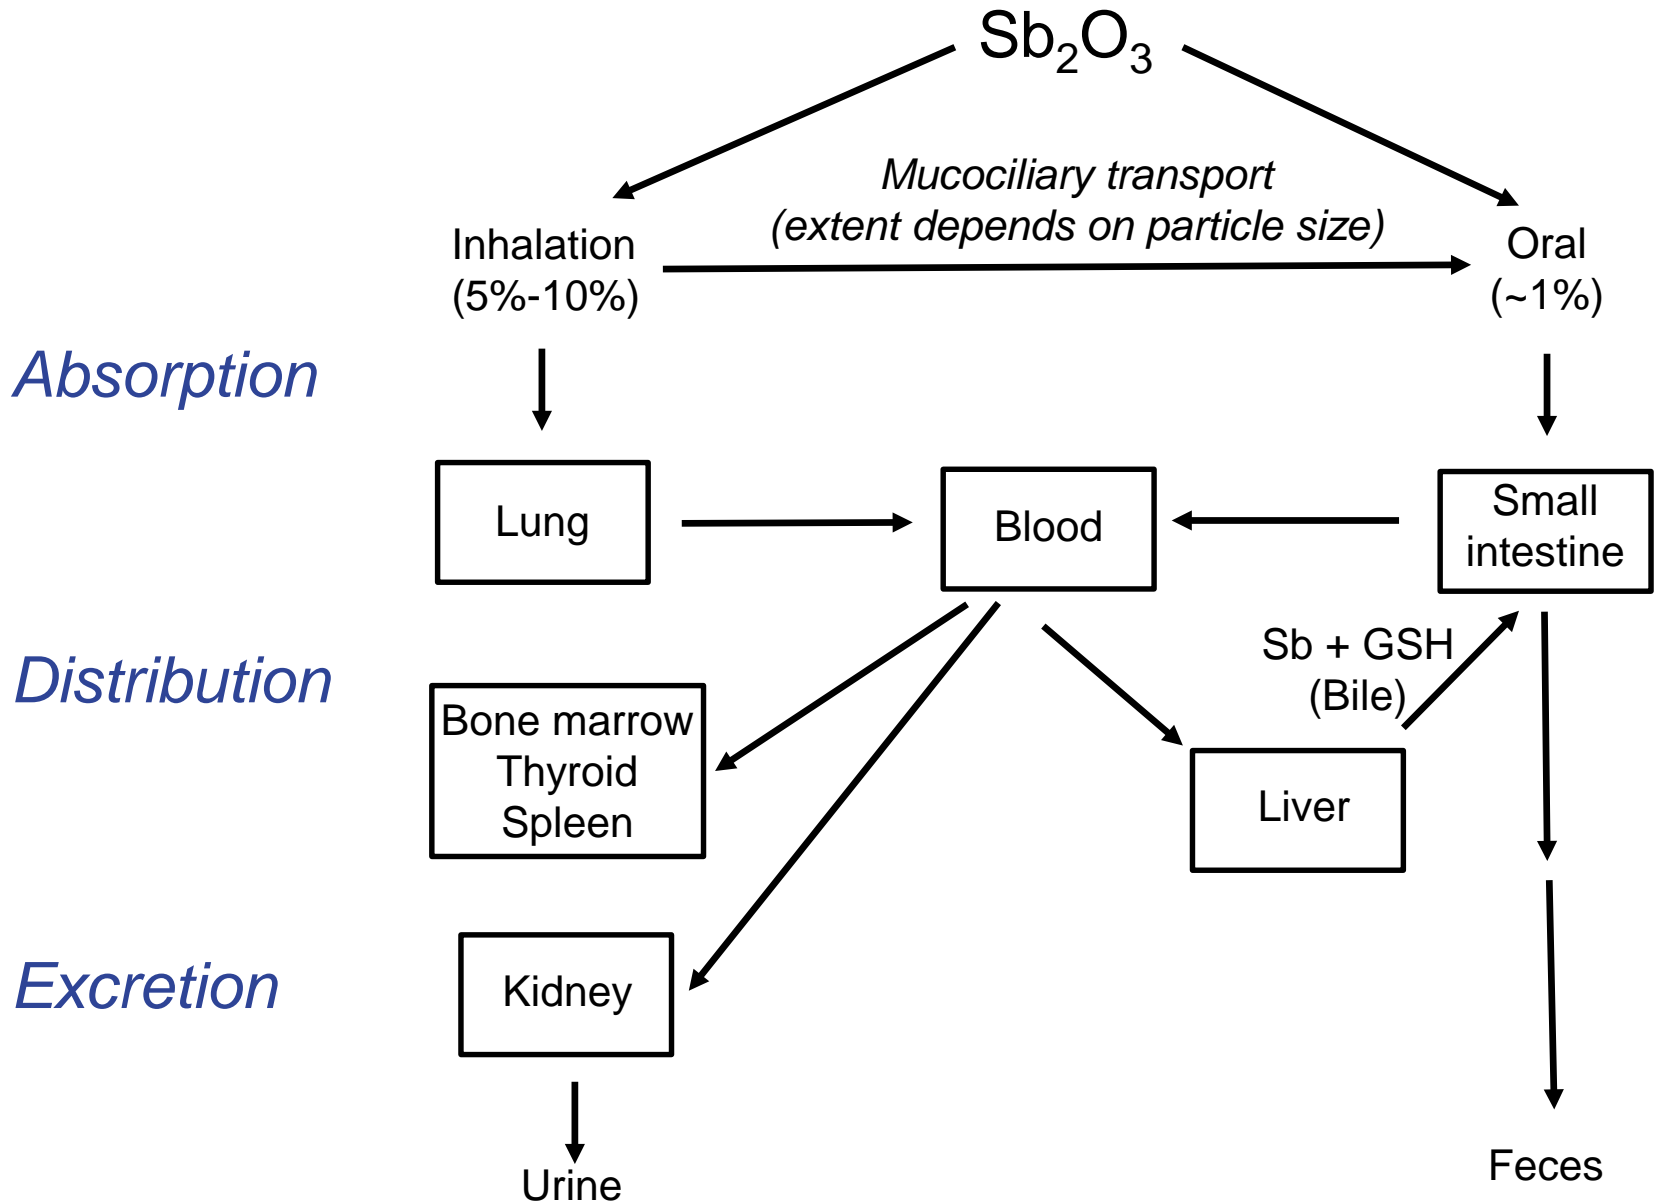 Sb₂O₃
Mucociliary transport
(extent depends on particle size)
Inhalation
(5%-10%)
Oral
(~1%)
Absorption
Lung
Blood
Small
intestine
Distribution
Sb + GSH
(Bile)
Bone marrow
Thyroid
Spleen
Liver
Excretion
Kidney
Urine
Feces